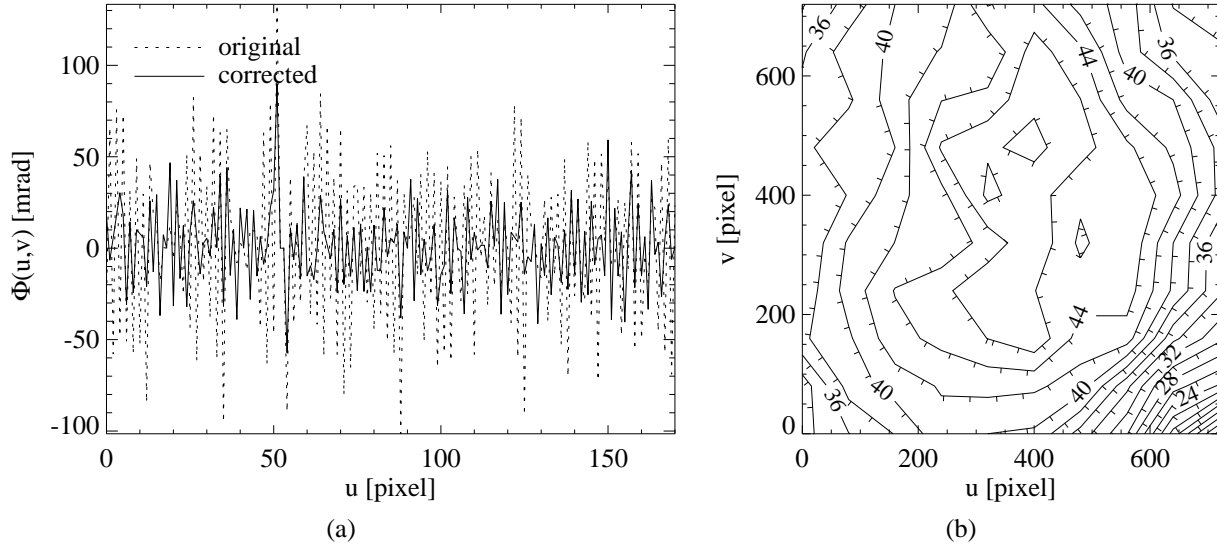 original
corrected
100
50
0
-50
-100
Φ(u,v) [mrad]
0 50 100 150
u [pixel]
(a)
600
400
200
0
v [pixel]
0 200 400 600
u [pixel]
(b)
36
40
44
40
36
36
44
32
28
24
40
40
36